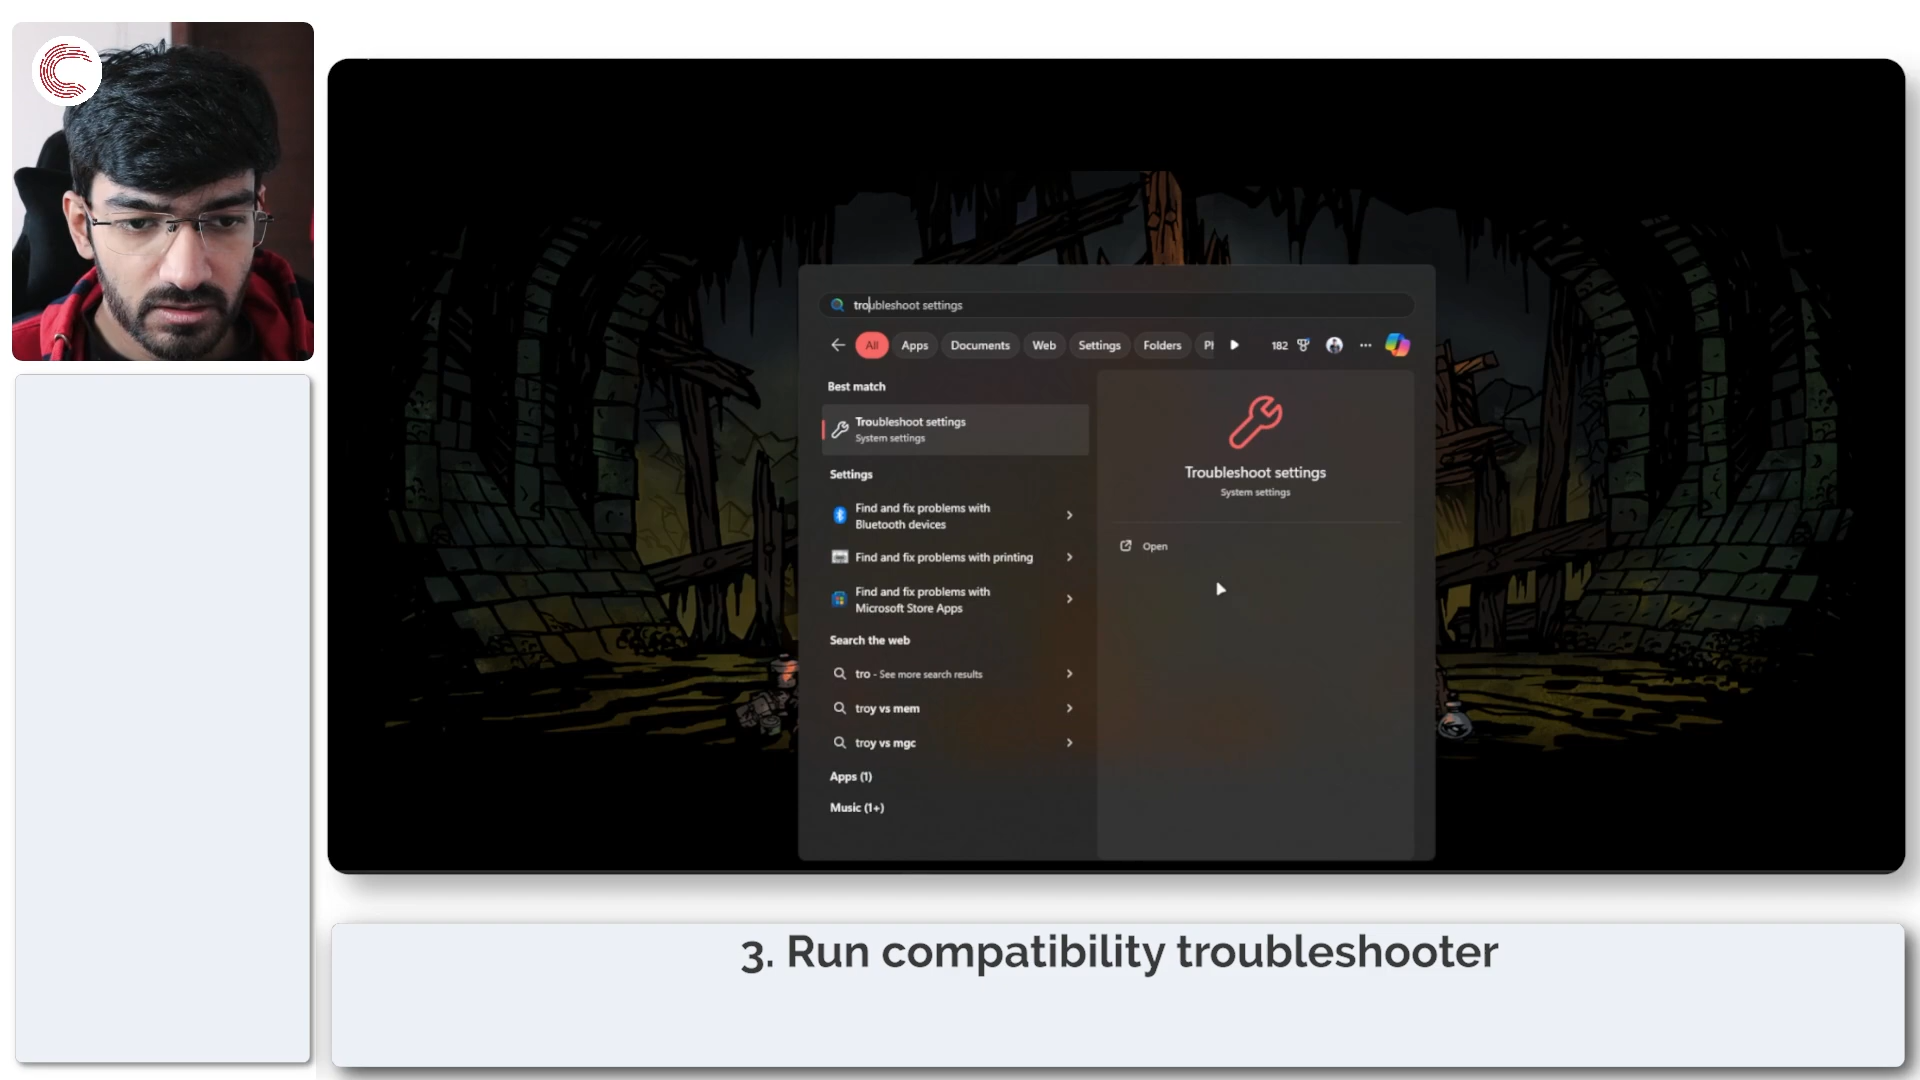 troubleshoot settings
All Apps Documents Web Settings Folders 182
Best match
Troubleshoot settings
System settings
Settings
Find and fix problems with
Bluetooth devices
Find and fix problems with printing
Find and fix problems with
Microsoft Store Apps
Search the web
tro - See more search results
troy vs mem
troy vs mgc
Apps (1)
Music (1+)
Troubleshoot settings
System settings
Open
3. Run compatibility troubleshooter